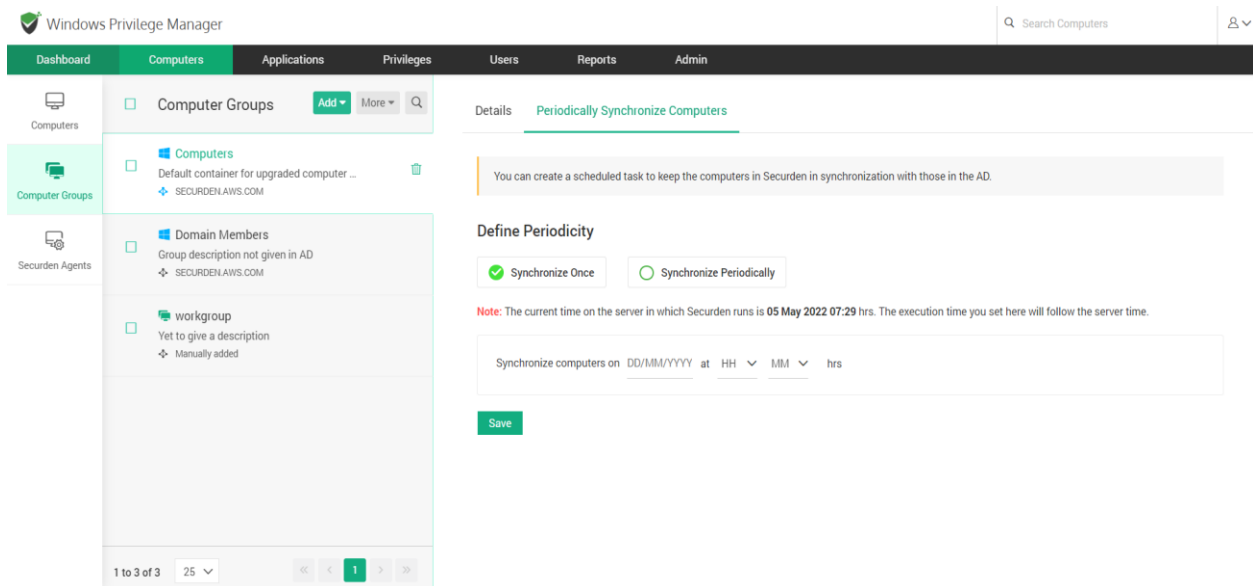 Windows Privilege Manager
Search Computers
Dashboard Computers Applications Privileges Users Reports Admin
Computers
Computer Groups
Securden Agents
Computer Groups Add More
Computers
Default container for upgraded computer ...
SECURDEN.AWS.COM
Domain Members
Group description not given in AD
SECURDEN.AWS.COM
workgroup
Yet to give a description
Manually added
1 to 3 of 3 25 « < 1 > »
Details Periodically Synchronize Computers
You can create a scheduled task to keep the computers in Securden in synchronization with those in the AD.
Define Periodicity
Synchronize Once Synchronize Periodically
Note: The current time on the server in which Securden runs is 05 May 2022 07:29 hrs. The execution time you set here will follow the server time.
Synchronize computers on DD/MM/YYYY at HH MM hrs
Save